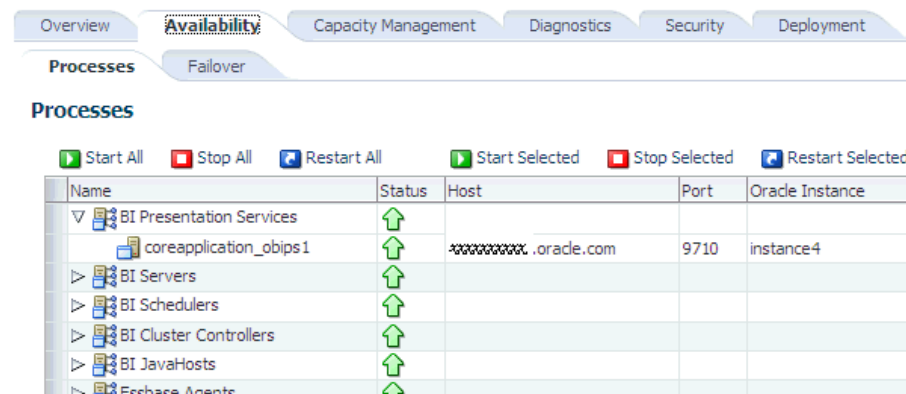 Overview Availability Capacity Management Diagnostics Security Deployment
Processes Failover
Processes
Start All Stop All Restart All Start Selected Stop Selected Restart Selected
Name Status Host Port Oracle Instance
BI Presentation Services
coreapplication_obips1 .oracle.com 9710 instance4
BI Servers
BI Schedulers
BI Cluster Controllers
BI JavaHosts
Essbase Agents